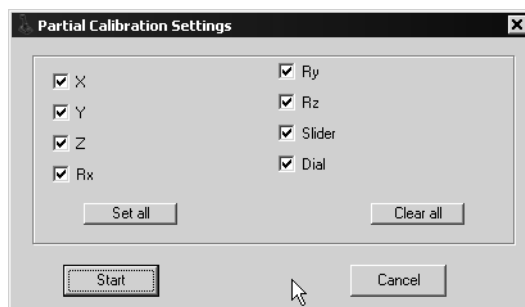 Partial Calibration Settings
X
Y
Z
Rx
Ry
Rz
Slider
Dial
Set all
Clear all
Start
Cancel